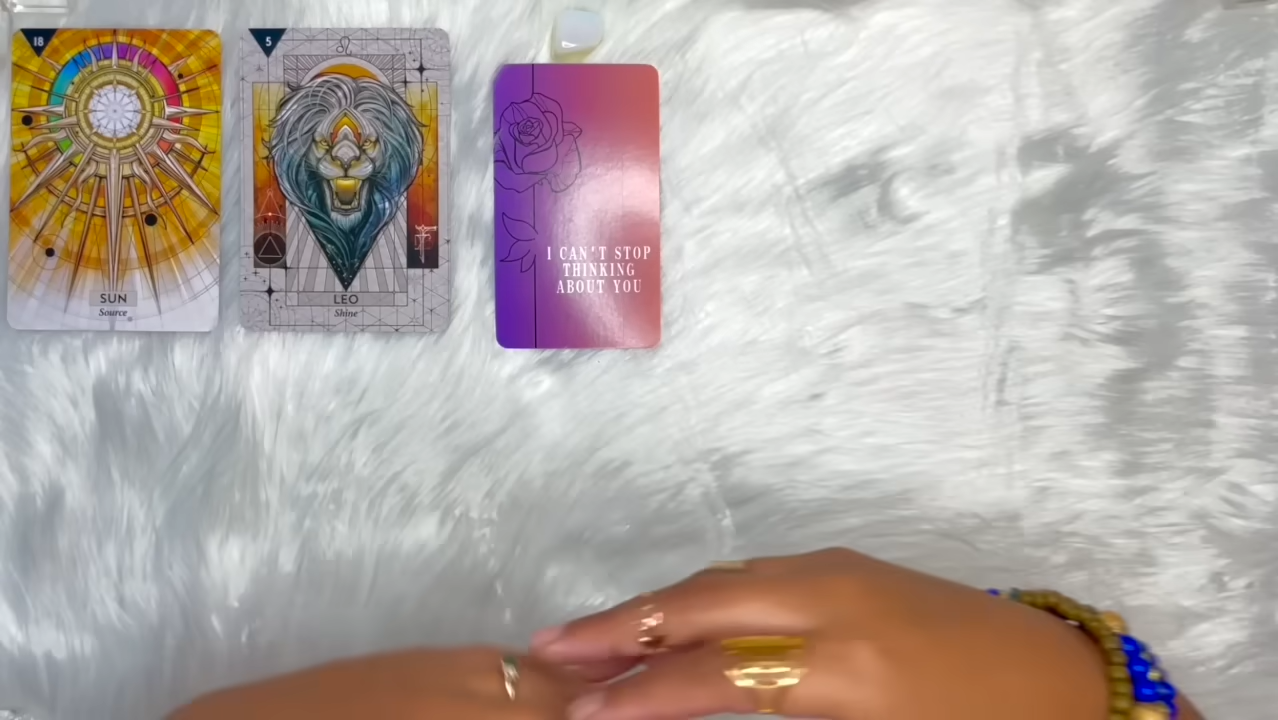 18
SUN
Source
5
♌
LEO
Shine
I CAN'T STOP
THINKING
ABOUT YOU